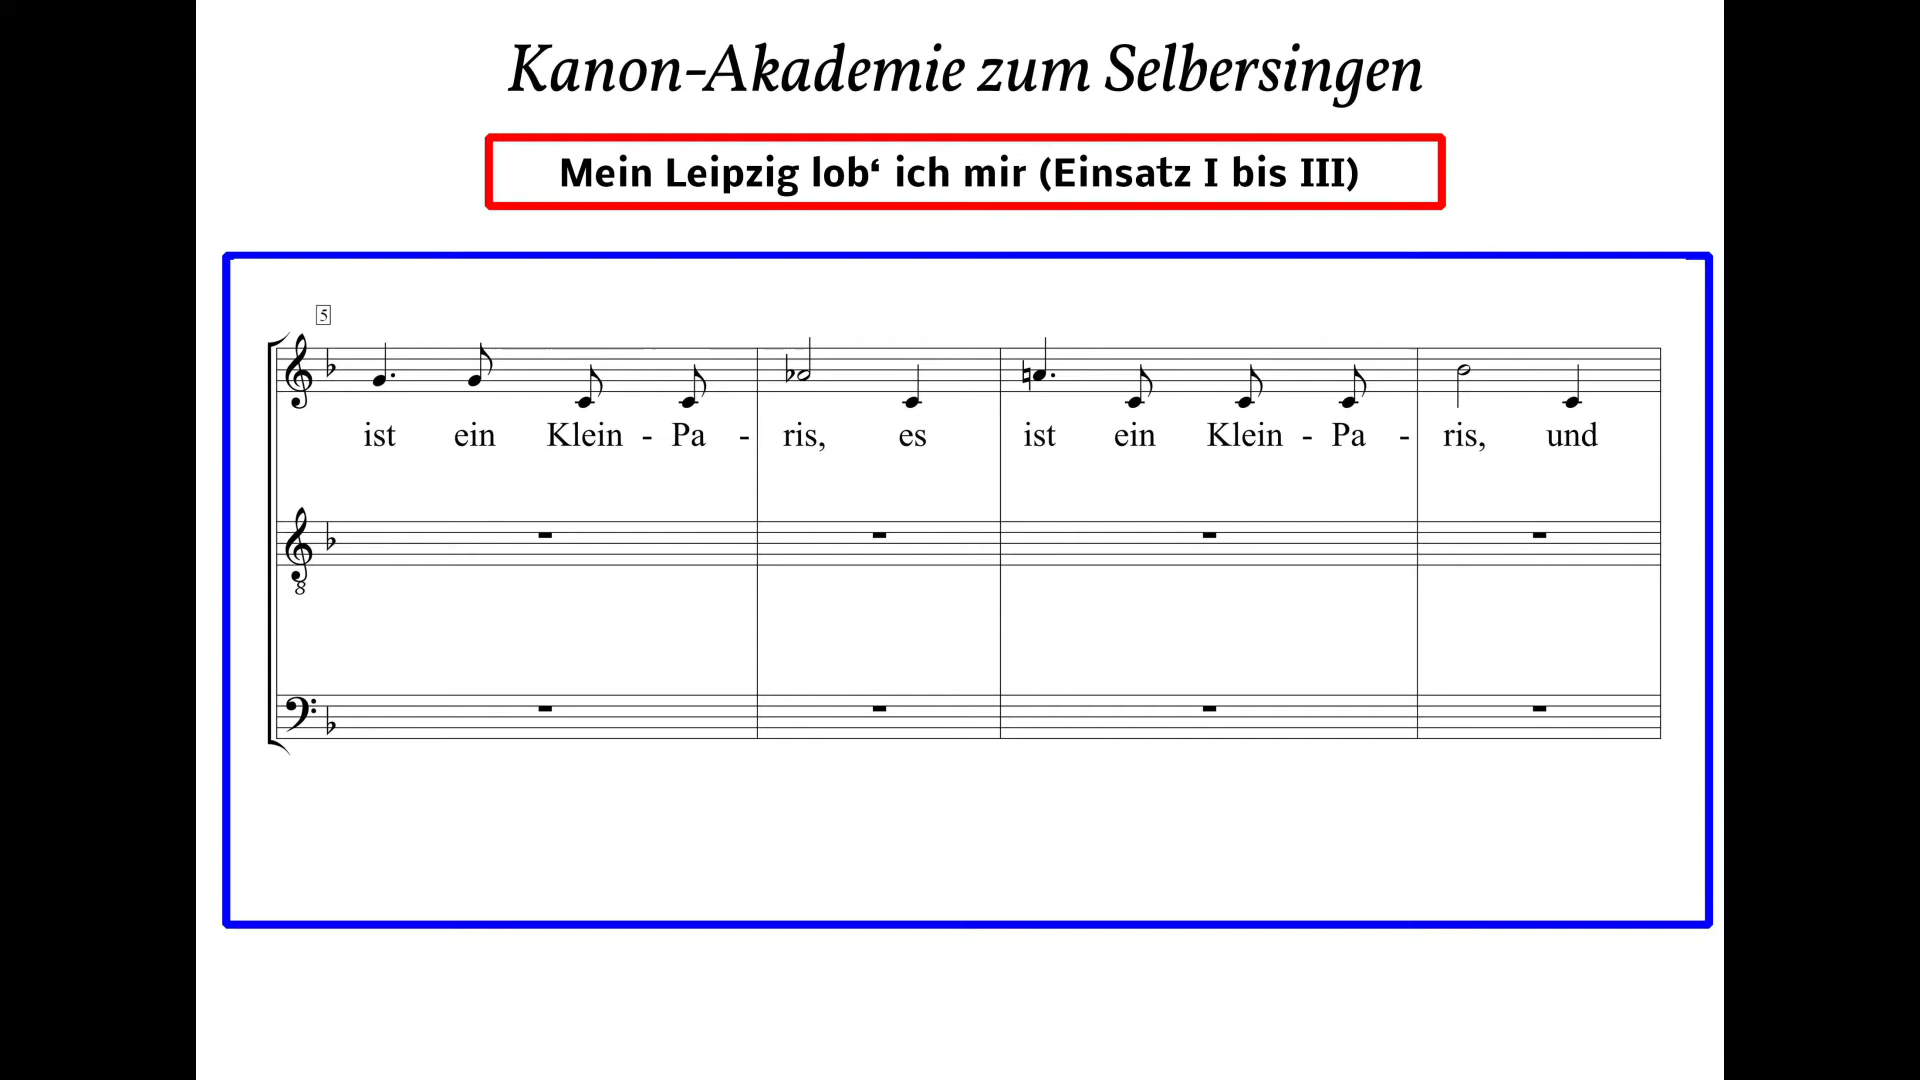 Kanon-Akademie zum Selbersingen
Mein Leipzig lob‘ ich mir (Einsatz I bis III)
5
ist ein Klein - Pa - ris, es ist ein Klein - Pa - ris, und
8